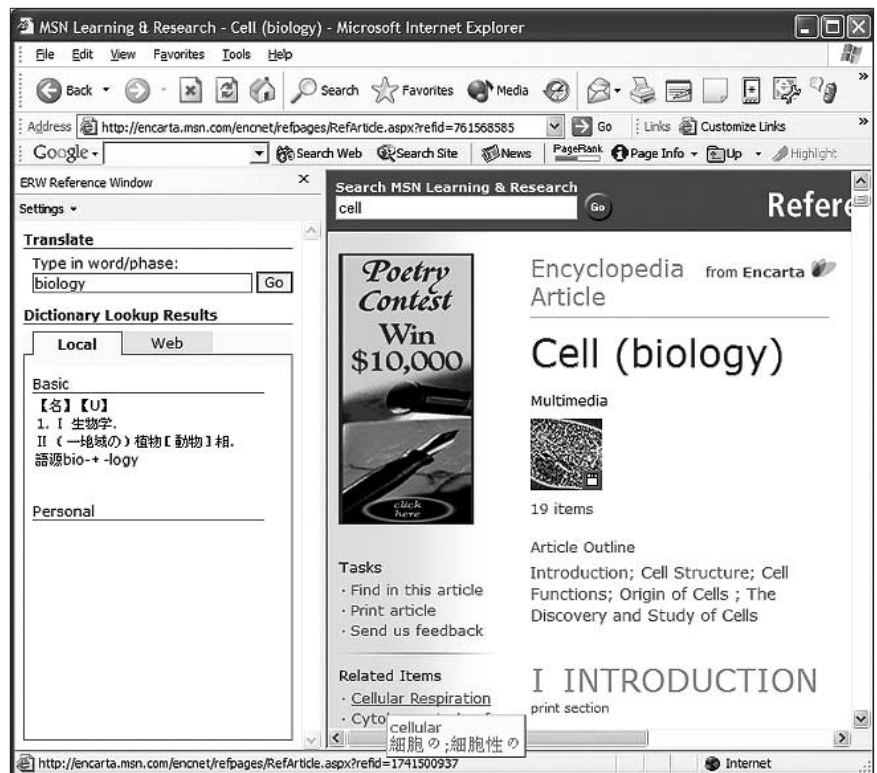 MSN Learning & Research - Cell (biology) - Microsoft Internet Explorer
File Edit View Favorites Tools Help
Back Search Favorites Media
Address http://encarta.msn.com/encnet/refpages/RefArticle.aspx?refid=761568585 Go Links Customize Links
Google Search Web Search Site News PageRank Page Info Up Highlight
ERW Reference Window
Settings
Translate
Type in word/phase:
biology Go
Dictionary Lookup Results
Local Web
Basic
【名】【U】
1. I 生物学.
II (一地域の)植物[動物]相.
語源bio-+ -logy
Personal
Search MSN Learning & Research
cell Go
Refere
Poetry
Contest
Win
$10,000
click
here
Tasks
· Find in this article
· Print article
· Send us feedback
Related Items
· Cellular Respiration
cellular
細胞の;細胞性の
Encyclopedia
Article
from Encarta
Cell (biology)
Multimedia
19 items
Article Outline
Introduction; Cell Structure; Cell
Functions; Origin of Cells ; The
Discovery and Study of Cells
I INTRODUCTION
print section
http://encarta.msn.com/encnet/refpages/RefArticle.aspx?refid=1741500937 Internet